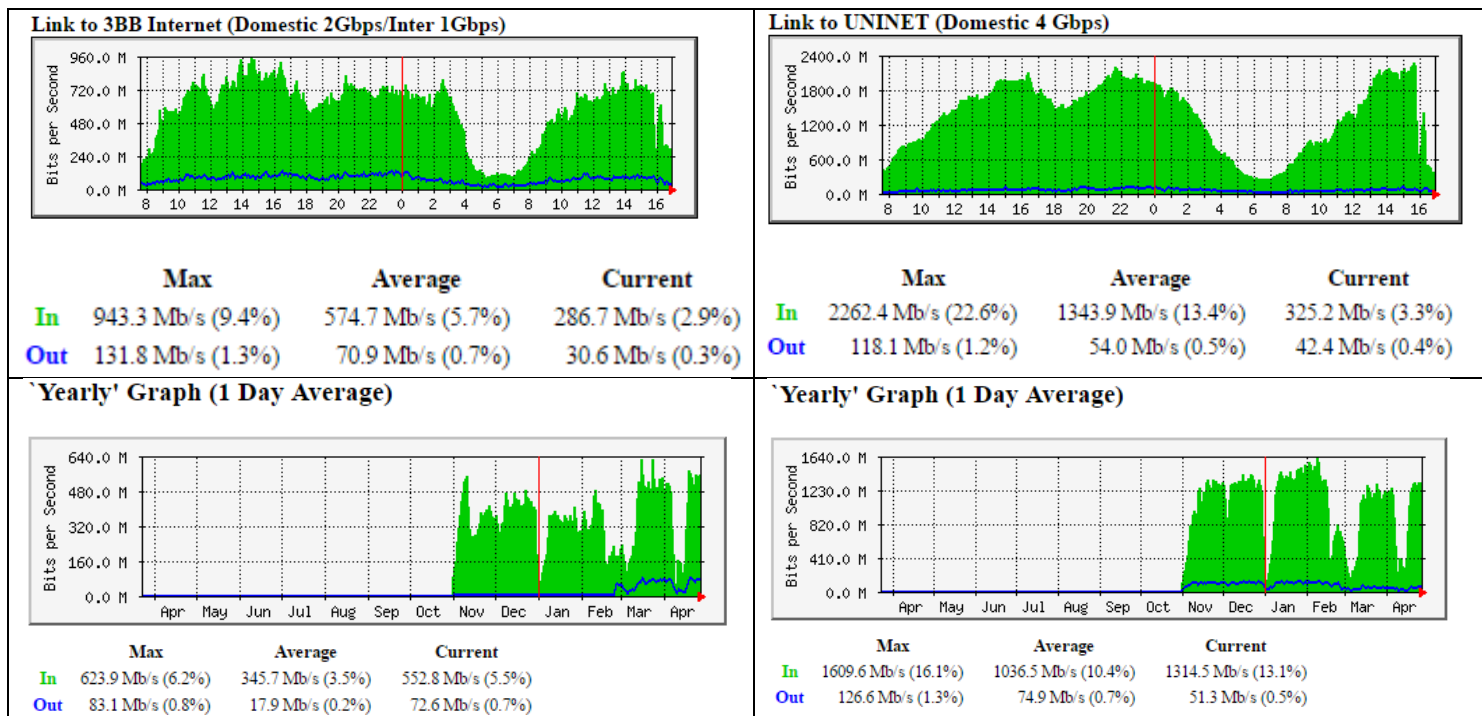 Link to 3BB Internet (Domestic 2Gbps/Inter 1Gbps)
Bits per Second
960.0 M
720.0 M
480.0 M
240.0 M
0.0 M
8 10 12 14 16 18 20 22 0 2 4 6 8 10 12 14 16
Max Average Current
In 943.3 Mb/s (9.4%) 574.7 Mb/s (5.7%) 286.7 Mb/s (2.9%)
Out 131.8 Mb/s (1.3%) 70.9 Mb/s (0.7%) 30.6 Mb/s (0.3%)
Link to UNINET (Domestic 4 Gbps)
Bits per Second
2400.0 M
1800.0 M
1200.0 M
600.0 M
0.0 M
8 10 12 14 16 18 20 22 0 2 4 6 8 10 12 14 16
Max Average Current
In 2262.4 Mb/s (22.6%) 1343.9 Mb/s (13.4%) 325.2 Mb/s (3.3%)
Out 118.1 Mb/s (1.2%) 54.0 Mb/s (0.5%) 42.4 Mb/s (0.4%)
`Yearly' Graph (1 Day Average)
Bits per Second
640.0 M
480.0 M
320.0 M
160.0 M
0.0 M
Apr May Jun Jul Aug Sep Oct Nov Dec Jan Feb Mar Apr
Max Average Current
In 623.9 Mb/s (6.2%) 345.7 Mb/s (3.5%) 552.8 Mb/s (5.5%)
Out 83.1 Mb/s (0.8%) 17.9 Mb/s (0.2%) 72.6 Mb/s (0.7%)
`Yearly' Graph (1 Day Average)
Bits per Second
1640.0 M
1230.0 M
820.0 M
410.0 M
0.0 M
Apr May Jun Jul Aug Sep Oct Nov Dec Jan Feb Mar Apr
Max Average Current
In 1609.6 Mb/s (16.1%) 1036.5 Mb/s (10.4%) 1314.5 Mb/s (13.1%)
Out 126.6 Mb/s (1.3%) 74.9 Mb/s (0.7%) 51.3 Mb/s (0.5%)